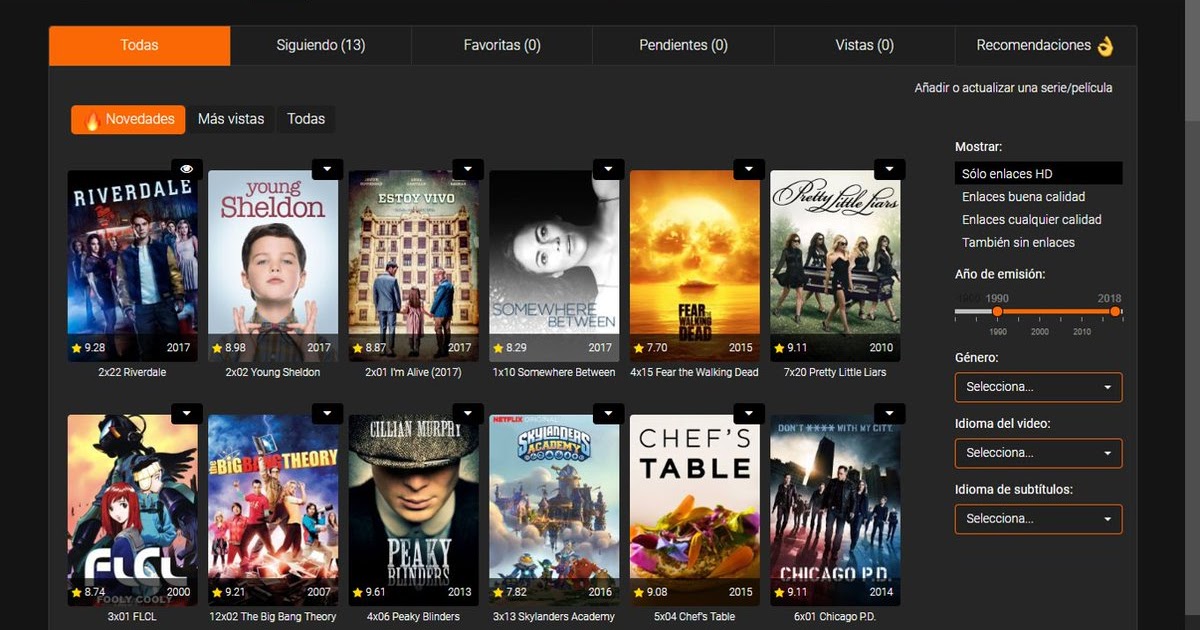 Todas
Siguiendo (13)
Favoritas (0)
Pendientes (0)
Vistas (0)
Recomendaciones 👌
Añadir o actualizar una serie/película
🔥 Novedades
Más vistas
Todas
RIVERDALE
9.28 2017
2x22 Riverdale
young
Sheldon
8.98 2017
2x02 Young Sheldon
ESTOY VIVO
8.87 2017
2x01 I'm Alive (2017)
SOMEWHERE
BETWEEN
8.29 2017
1x10 Somewhere Between
FEAR
THE
WALKING
DEAD
7.70 2015
4x15 Fear the Walking Dead
Pretty Little Liars
9.11 2010
7x20 Pretty Little Liars
Mostrar:
Sólo enlaces HD
Enlaces buena calidad
Enlaces cualquier calidad
También sin enlaces
Año de emisión:
1900 1990 2018
1990 2000 2010
Género:
Selecciona...
Idioma del video:
Selecciona...
Idioma de subtítulos:
Selecciona...
FLCL
8.74 2000
FOOLY COOLY
3x01 FLCL
THE BIG BANG THEORY
9.21 2007
12x02 The Big Bang Theory
CILLIAN MURPHY
PEAKY
BLINDERS
9.61 2013
4x06 Peaky Blinders
NETFLIX ORIGINAL
SKYLANDERS
ACADEMY
7.82 2016
3x13 Skylanders Academy
CHEF'S
TABLE
9.08 2015
5x04 Chef's Table
DON'T **** WITH MY CITY.
CHICAGO P.D.
9.11 2014
6x01 Chicago P.D.